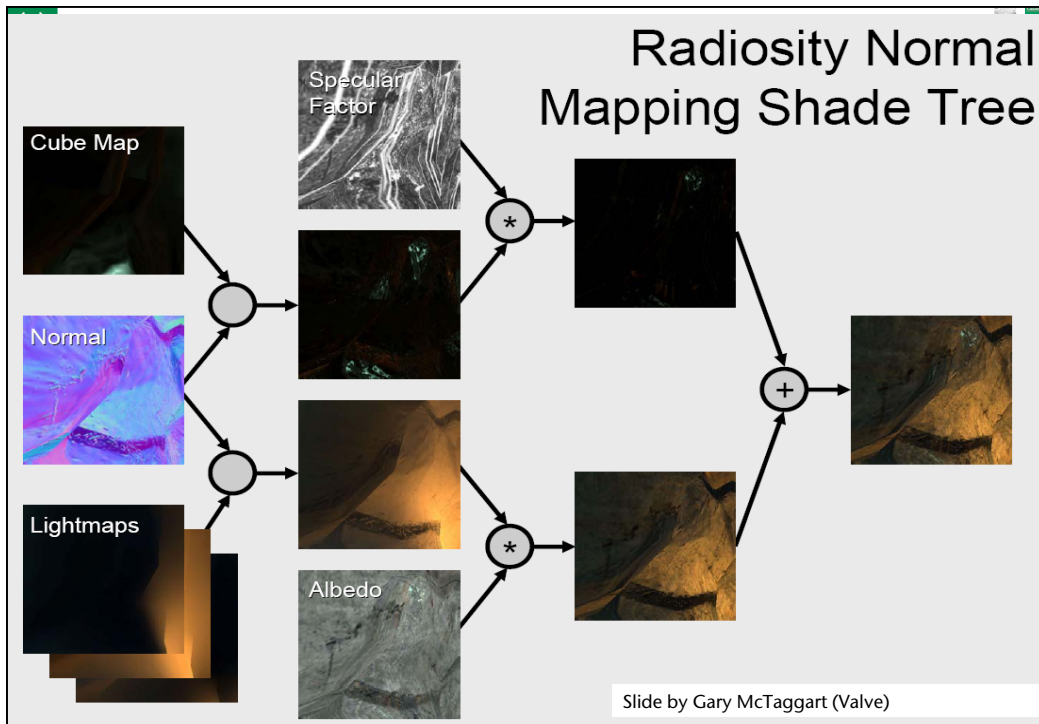 Radiosity Normal
Mapping Shade Tree
Specular
Factor
Cube Map
*
Normal
+
Lightmaps
*
Albedo
Slide by Gary McTaggart (Valve)